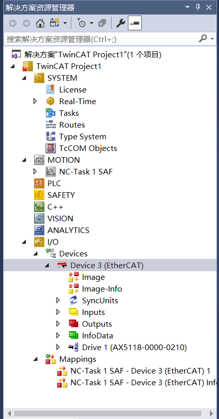 解决方案资源管理器
搜索解决方案资源管理器(Ctrl+;)
解决方案"TwinCAT Project1"(1 个项目)
TwinCAT Project1
SYSTEM
License
Real-Time
Tasks
Routes
Type System
TcCOM Objects
MOTION
NC-Task 1 SAF
PLC
SAFETY
C++
VISION
ANALYTICS
I/O
Devices
Device 3 (EtherCAT)
Image
Image-Info
SyncUnits
Inputs
Outputs
InfoData
Drive 1 (AX5118-0000-0210)
Mappings
NC-Task 1 SAF - Device 3 (EtherCAT) 1
NC-Task 1 SAF - Device 3 (EtherCAT) Info